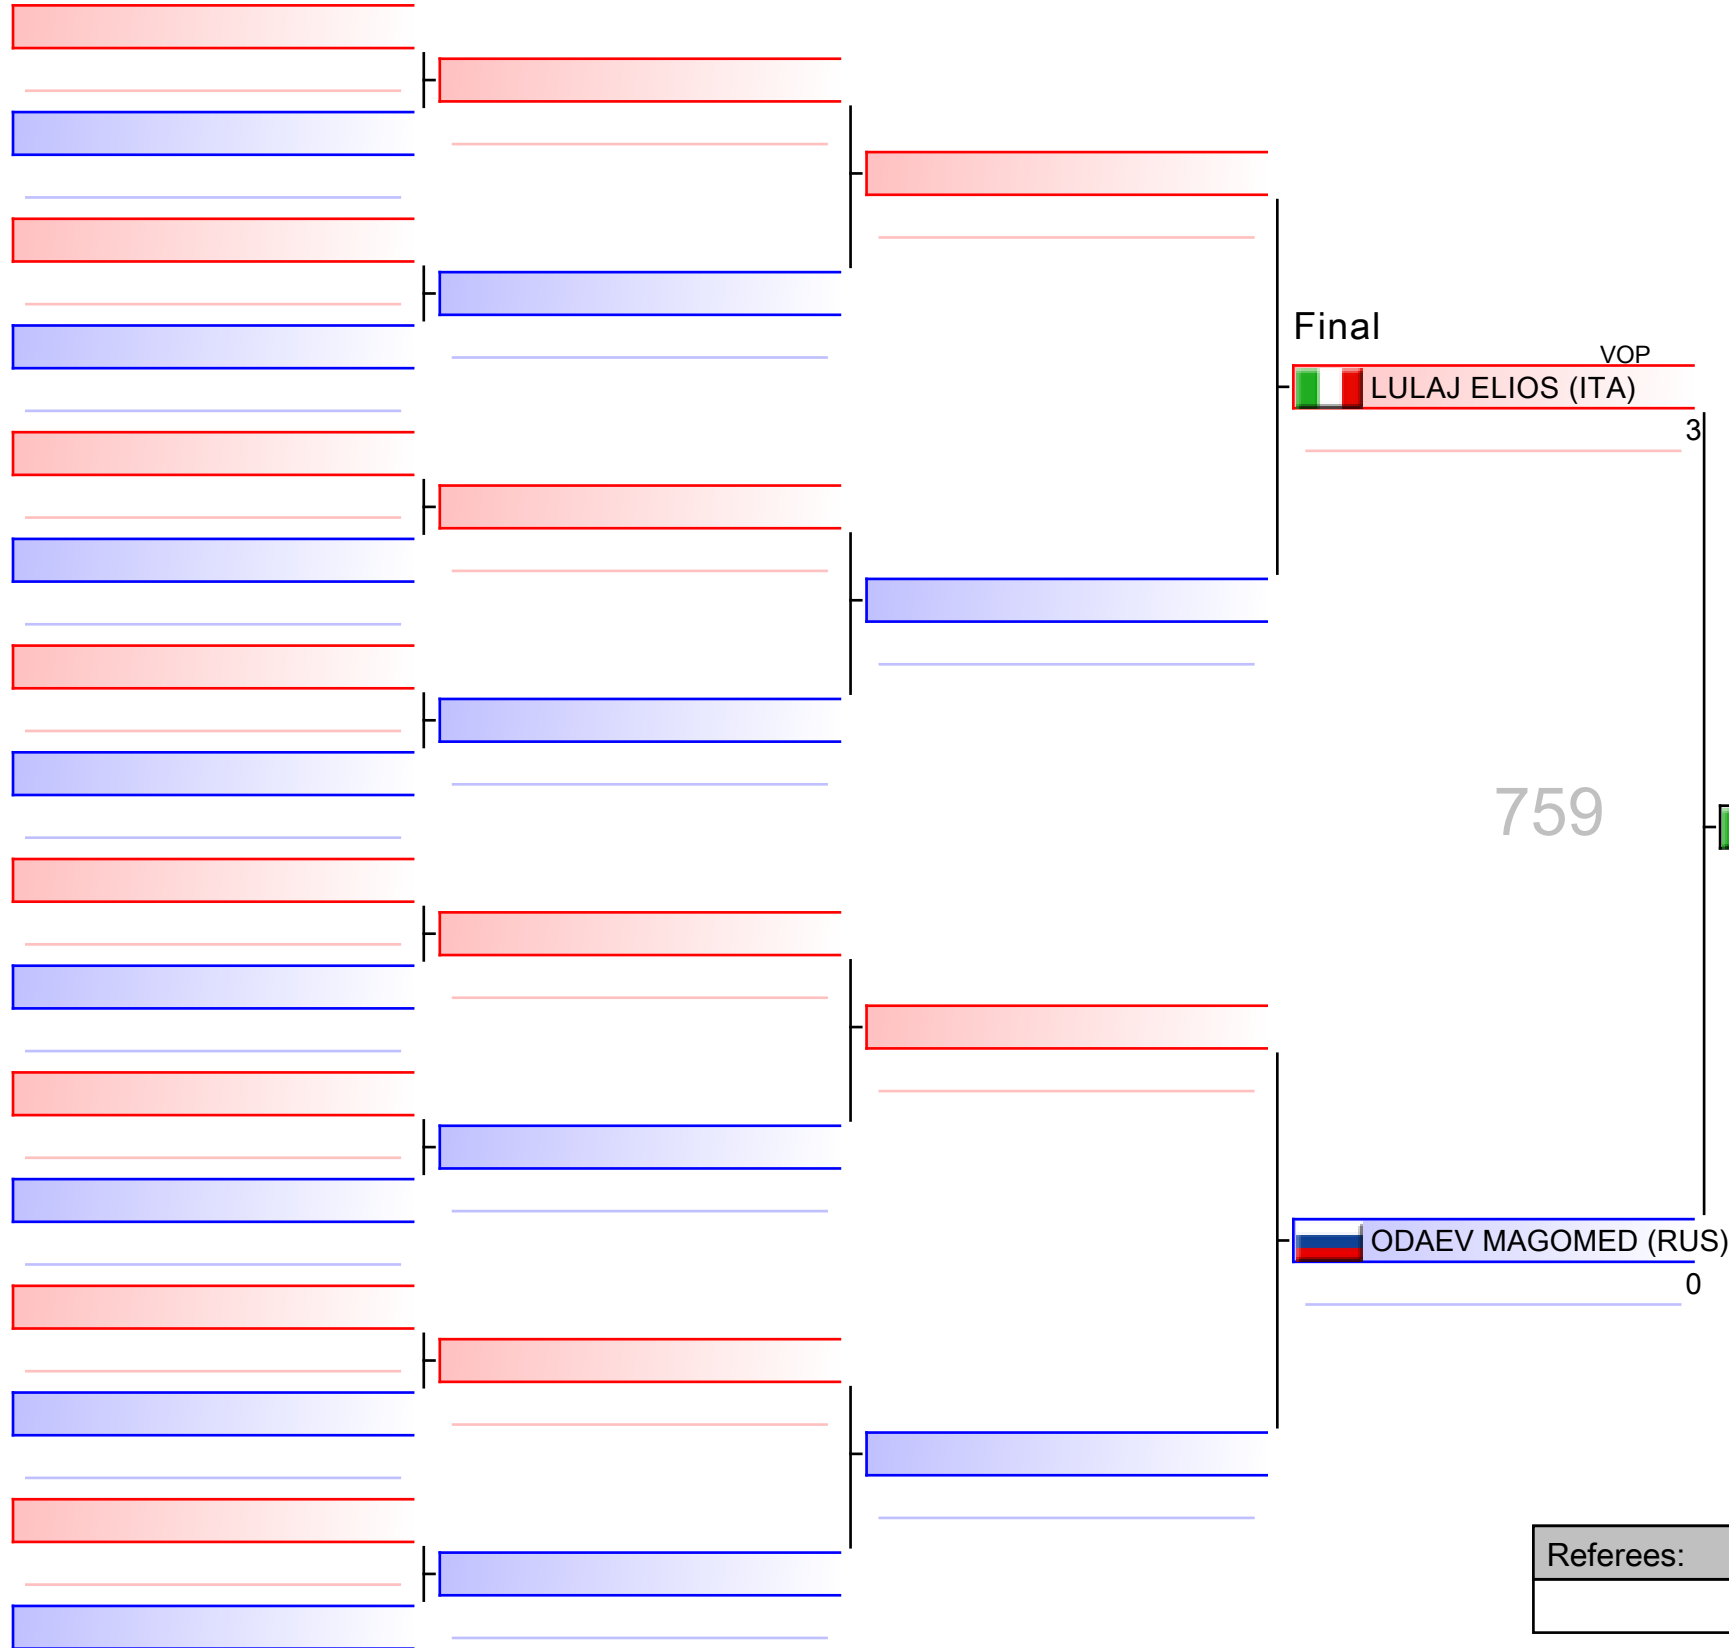 Final
VOP
LULAJ ELIOS (ITA)
3
759
ODAEV MAGOMED (RUS)
0
Referees: